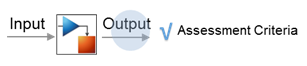 Input Output √ Assessment Criteria